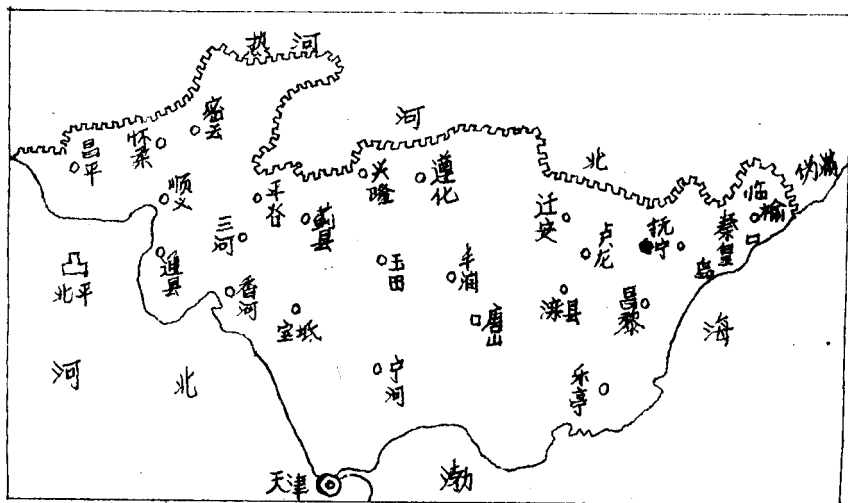 热河
河
北
伪满
密云
怀柔
昌平
兴隆
遵化
临榆
顺义
平谷
蓟县
迁安
抚宁
秦皇岛
三河
卢龙
通县
玉田
丰润
北平
香河
滦县
昌黎
宝坻
唐山
海
河
北
宁河
乐亭
天津
渤